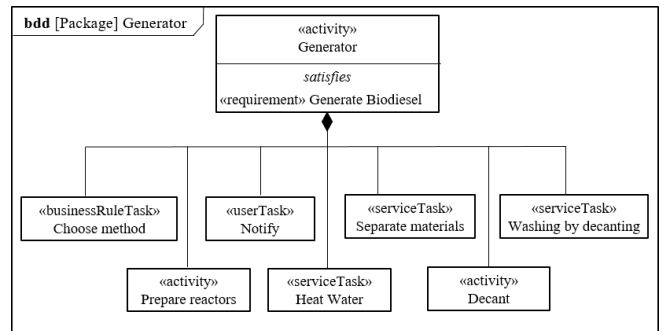 bdd [Package] Generator
«activity»
Generator
satisfies
«requirement» Generate Biodiesel
«businessRuleTask»
Choose method
«userTask»
Notify
«serviceTask»
Separate materials
«serviceTask»
Washing by decanting
«activity»
Prepare reactors
«serviceTask»
Heat Water
«activity»
Decant